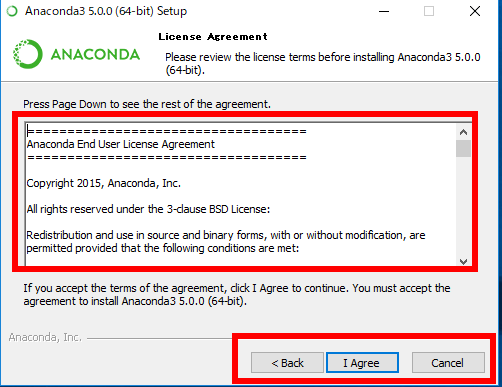 Anaconda3 5.0.0 (64-bit) Setup
ANACONDA
License Agreement
Please review the license terms before installing Anaconda3 5.0.0
(64-bit).
Press Page Down to see the rest of the agreement.
===================================
Anaconda End User License Agreement
===================================
Copyright 2015, Anaconda, Inc.
All rights reserved under the 3-clause BSD License:
Redistribution and use in source and binary forms, with or without modification, are
permitted provided that the following conditions are met:
If you accept the terms of the agreement, click I Agree to continue. You must accept the
agreement to install Anaconda3 5.0.0 (64-bit).
Anaconda, Inc.
< Back
I Agree
Cancel